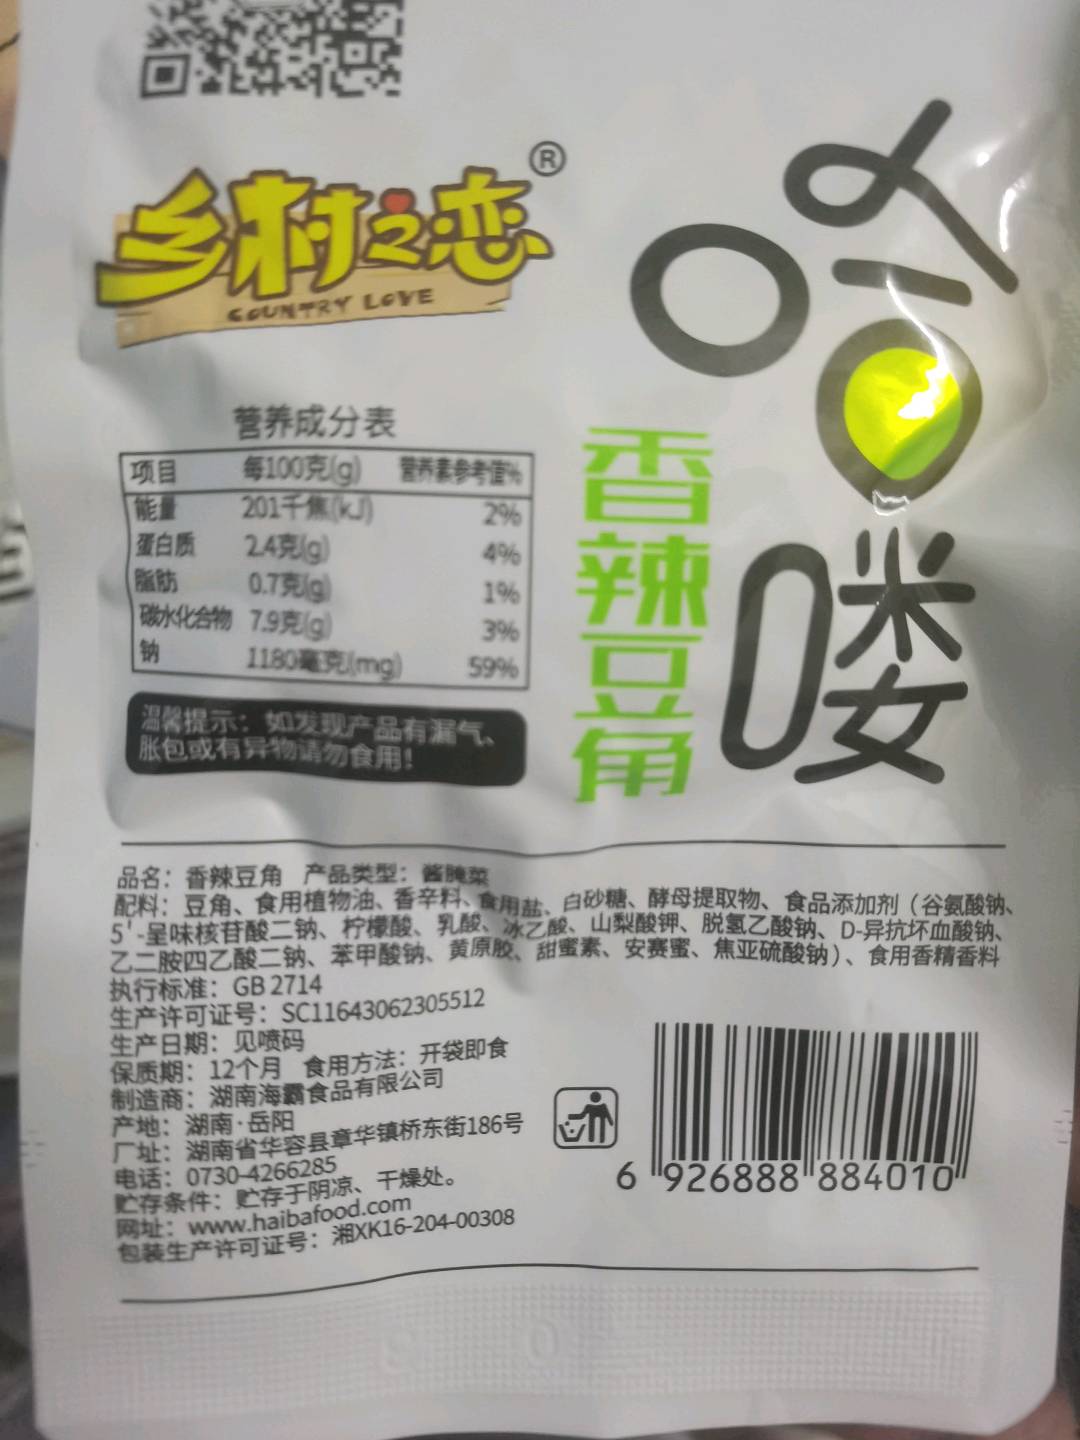 乡村之恋®
COUNTRY LOVE
哈喽
香辣豆角
营养成分表
项目 每100克(g) 营养素参考值%
能量 201千焦(kJ) 2%
蛋白质 2.4克(g) 4%
脂肪 0.7克(g) 1%
碳水化合物 7.9克(g) 3%
钠 1180毫克(mg) 59%
温馨提示：如发现产品有漏气、
胀包或有异物请勿食用！
品名：香辣豆角 产品类型：酱腌菜
配料：豆角、食用植物油、香辛料、食用盐、白砂糖、酵母提取物、食品添加剂（谷氨酸钠、
5'-呈味核苷酸二钠、柠檬酸、乳酸、冰乙酸、山梨酸钾、脱氢乙酸钠、D-异抗坏血酸钠、
乙二胺四乙酸二钠、苯甲酸钠、黄原胶、甜蜜素、安赛蜜、焦亚硫酸钠）、食用香精香料
执行标准：GB 2714
生产许可证号：SC11643062305512
生产日期：见喷码
保质期：12个月 食用方法：开袋即食
制造商：湖南海霸食品有限公司
产地：湖南·岳阳
厂址：湖南省华容县章华镇桥东街186号
电话：0730-4266285
贮存条件：贮存于阴凉、干燥处。
网址：www.haibafood.com
包装生产许可证号：湘XK16-204-00308
6 926888 884010